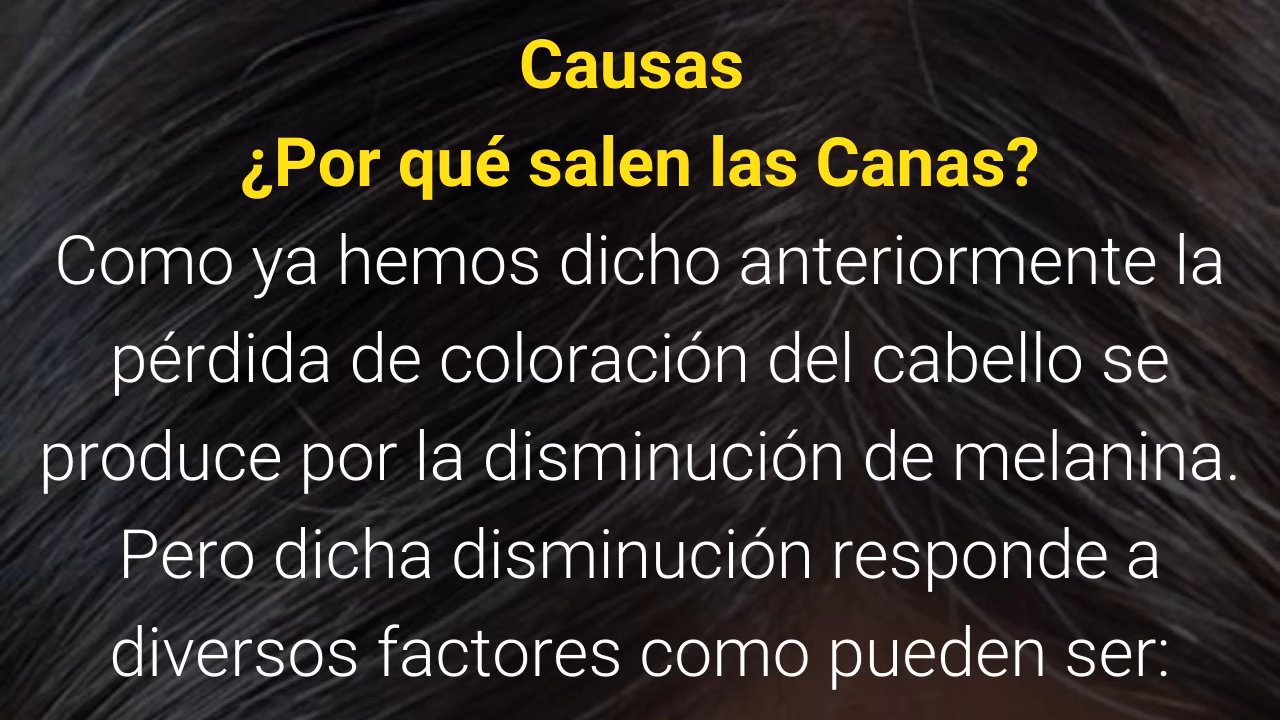 Causas
¿Por qué salen las Canas?
Como ya hemos dicho anteriormente la
pérdida de coloración del cabello se
produce por la disminución de melanina.
Pero dicha disminución responde a
diversos factores como pueden ser: